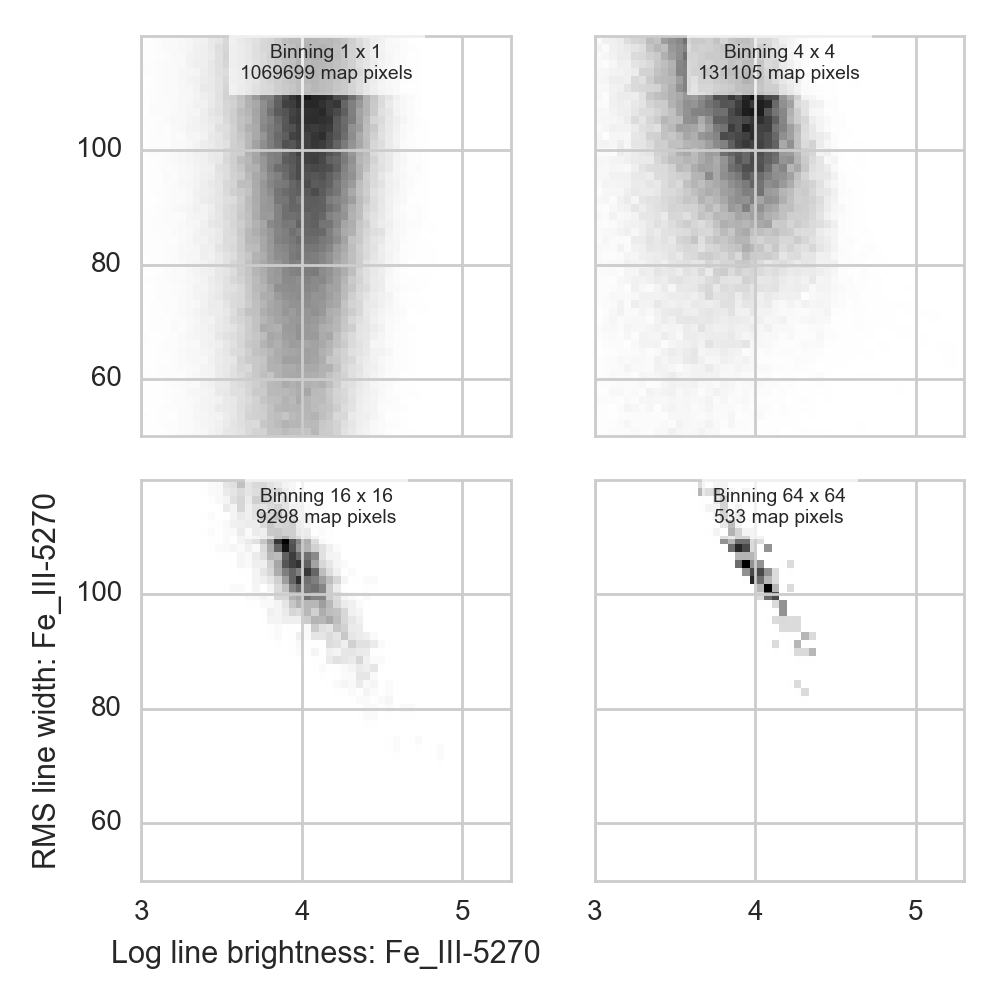 Binning 1 x 1
1069699 map pixels
Binning 4 x 4
131105 map pixels
100
80
60
Binning 16 x 16
9298 map pixels
Binning 64 x 64
533 map pixels
RMS line width: Fe_III-5270
100
80
60
3 4 5
3 4 5
Log line brightness: Fe_III-5270